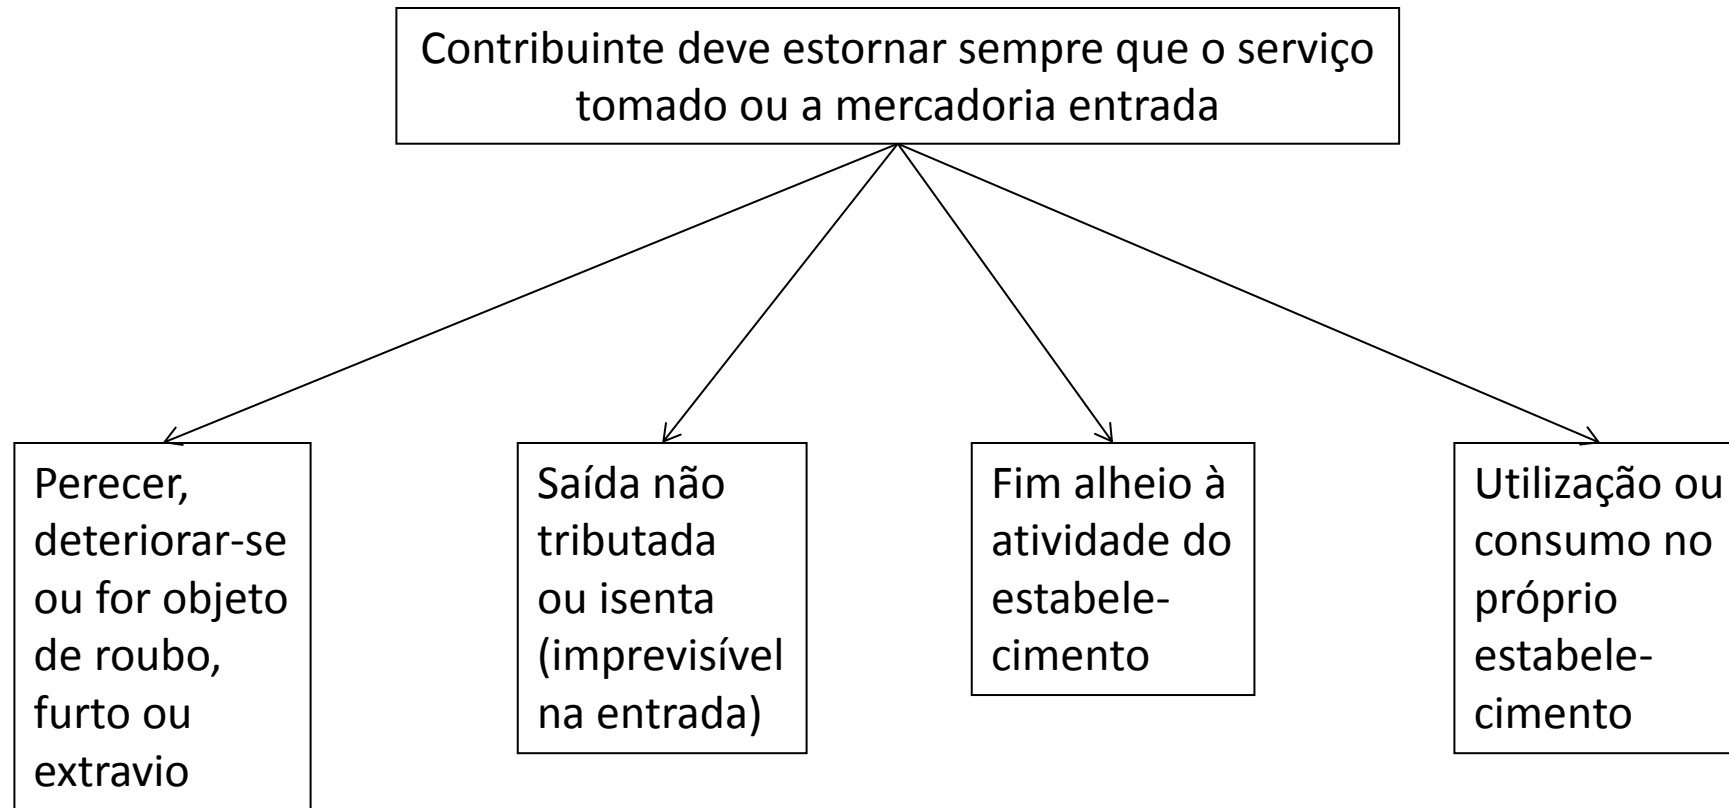 Contribuinte deve estornar sempre que o serviço
tomado ou a mercadoria entrada
Perecer,
deteriorar-se
ou for objeto
de roubo,
furto ou
extravio
Saída não
tributada
ou isenta
(imprevisível
na entrada)
Fim alheio à
atividade do
estabele-
cimento
Utilização ou
consumo no
próprio
estabele-
cimento